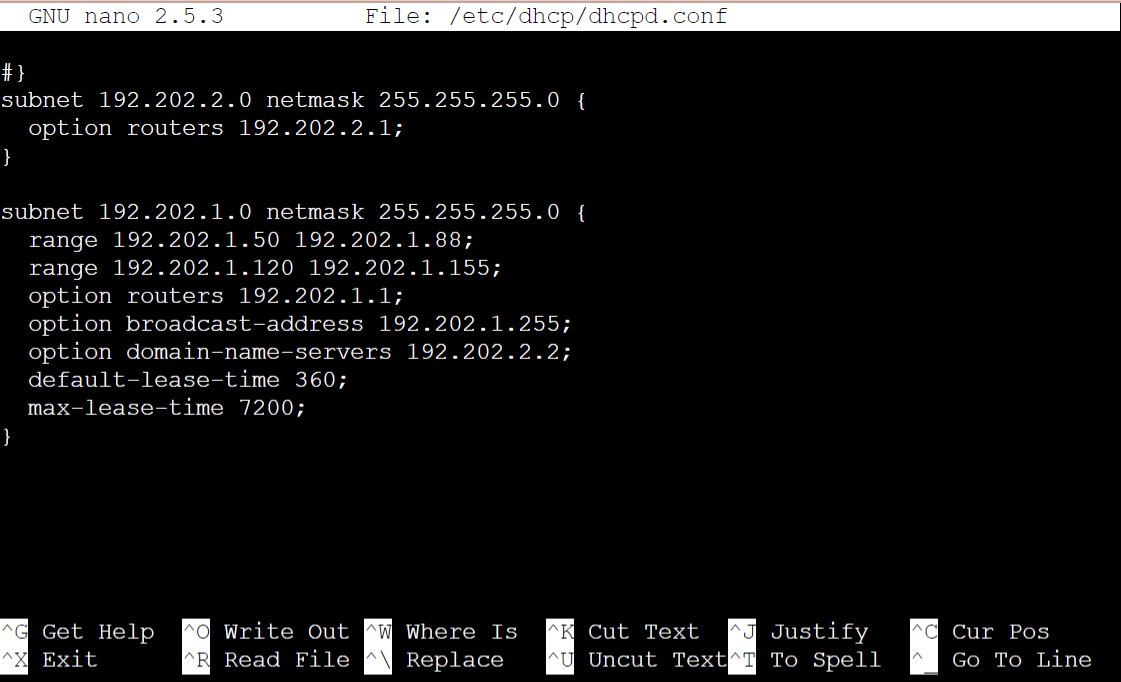 GNU nano 2.5.3 File: /etc/dhcp/dhcpd.conf
#}
subnet 192.202.2.0 netmask 255.255.255.0 {
  option routers 192.202.2.1;
}
subnet 192.202.1.0 netmask 255.255.255.0 {
  range 192.202.1.50 192.202.1.88;
  range 192.202.1.120 192.202.1.155;
  option routers 192.202.1.1;
  option broadcast-address 192.202.1.255;
  option domain-name-servers 192.202.2.2;
  default-lease-time 360;
  max-lease-time 7200;
}
^G Get Help ^O Write Out ^W Where Is ^K Cut Text ^J Justify ^C Cur Pos
^X Exit ^R Read File ^\ Replace ^U Uncut Text ^T To Spell ^_ Go To Line